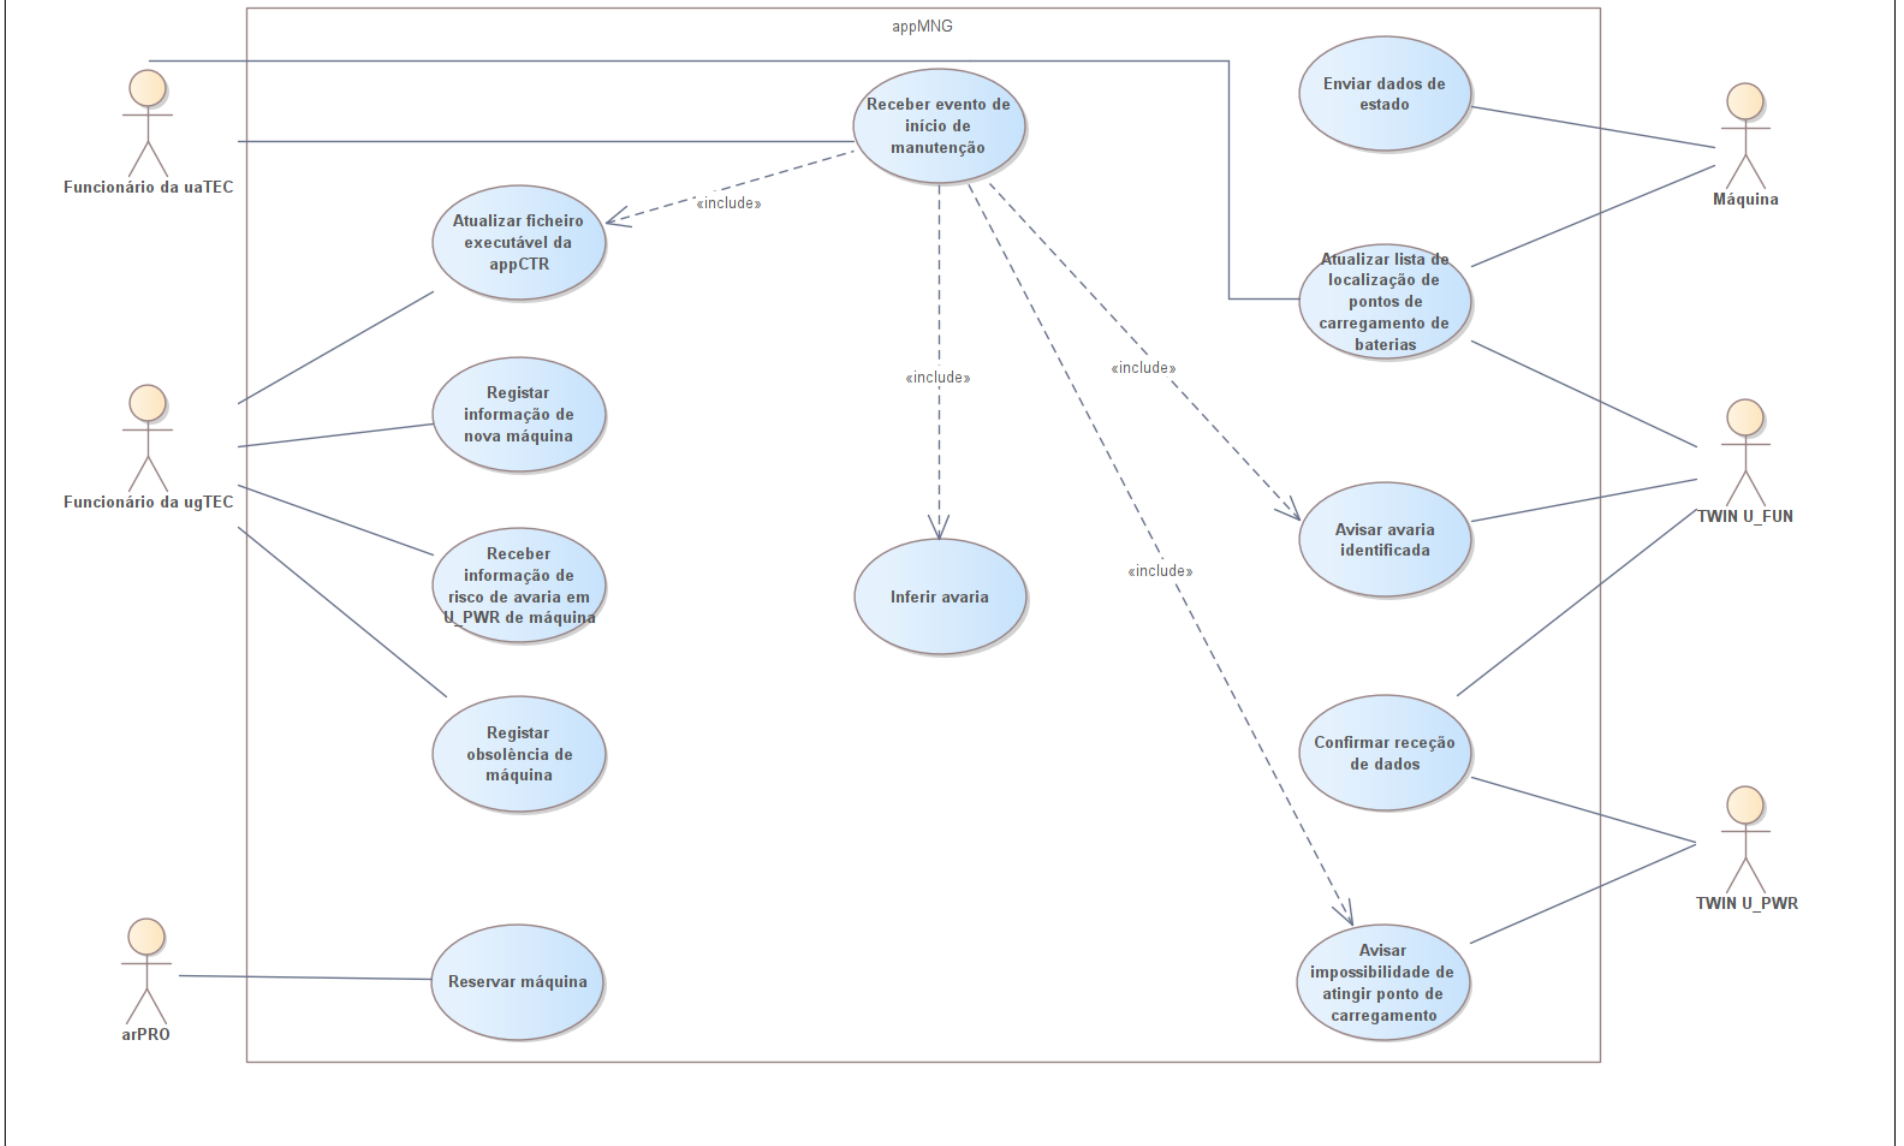 appMNG
Funcionário da uaTEC
Receber evento de
início de
manutenção
Enviar dados de
estado
Máquina
«include»
Atualizar ficheiro
executável da
appCTR
Atualizar lista de
localização de
pontos de
carregamento de
baterias
«include»
«include»
Registar
informação de
nova máquina
Funcionário da ugTEC
TWIN U_FUN
Avisar avaria
identificada
Receber
informação de
risco de avaria em
U_PWR de máquina
«include»
Inferir avaria
Registar
obsolência de
máquina
Confirmar receção
de dados
TWIN U_PWR
Reservar máquina
Avisar
impossibilidade de
atingir ponto de
carregamento
arPRO